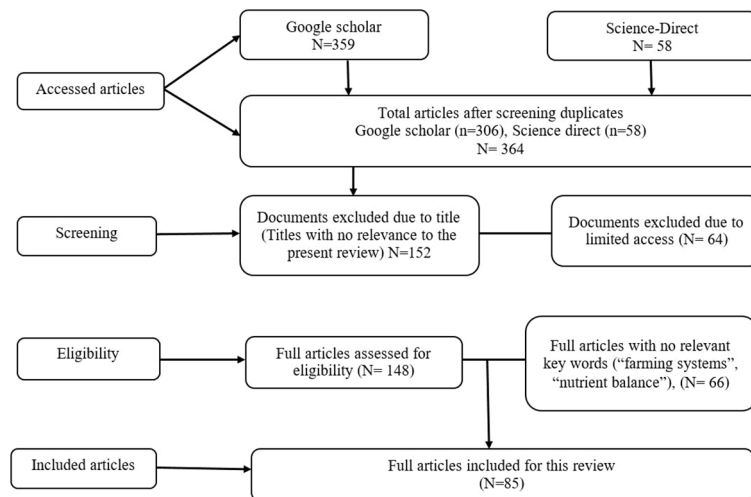 Google scholar
N=359
Science-Direct
N= 58
Accessed articles
Total articles after screening duplicates
Google scholar (n=306), Science direct (n=58)
N= 364
Screening
Documents excluded due to title
(Titles with no relevance to the
present review) N=152
Documents excluded due to
limited access (N= 64)
Eligibility
Full articles assessed for
eligibility (N= 148)
Full articles with no relevant
key words (“farming systems”,
“nutrient balance”), (N= 66)
Included articles
Full articles included for this review
(N=85)